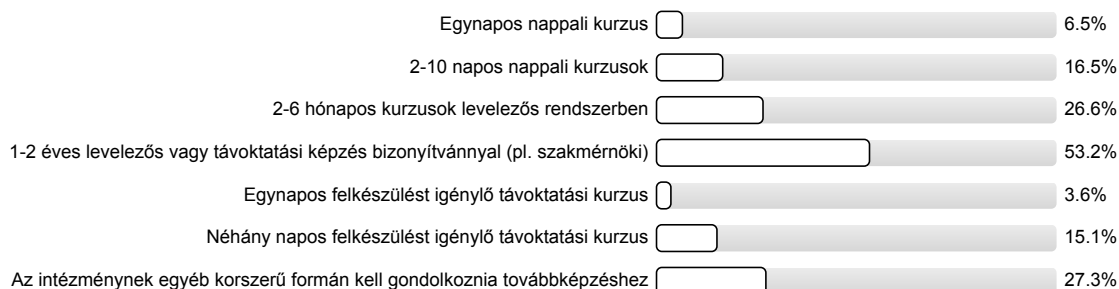 Egynapos nappali kurzus 6.5%
2-10 napos nappali kurzusok 16.5%
2-6 hónapos kurzusok levelezős rendszerben 26.6%
1-2 éves levelezős vagy távoktatási képzés bizonyítvánnyal (pl. szakmérnöki) 53.2%
Egynapos felkészülést igénylő távoktatási kurzus 3.6%
Néhány napos felkészülést igénylő távoktatási kurzus 15.1%
Az intézménynek egyéb korszerű formán kell gondolkoznia továbbképzéshez 27.3%